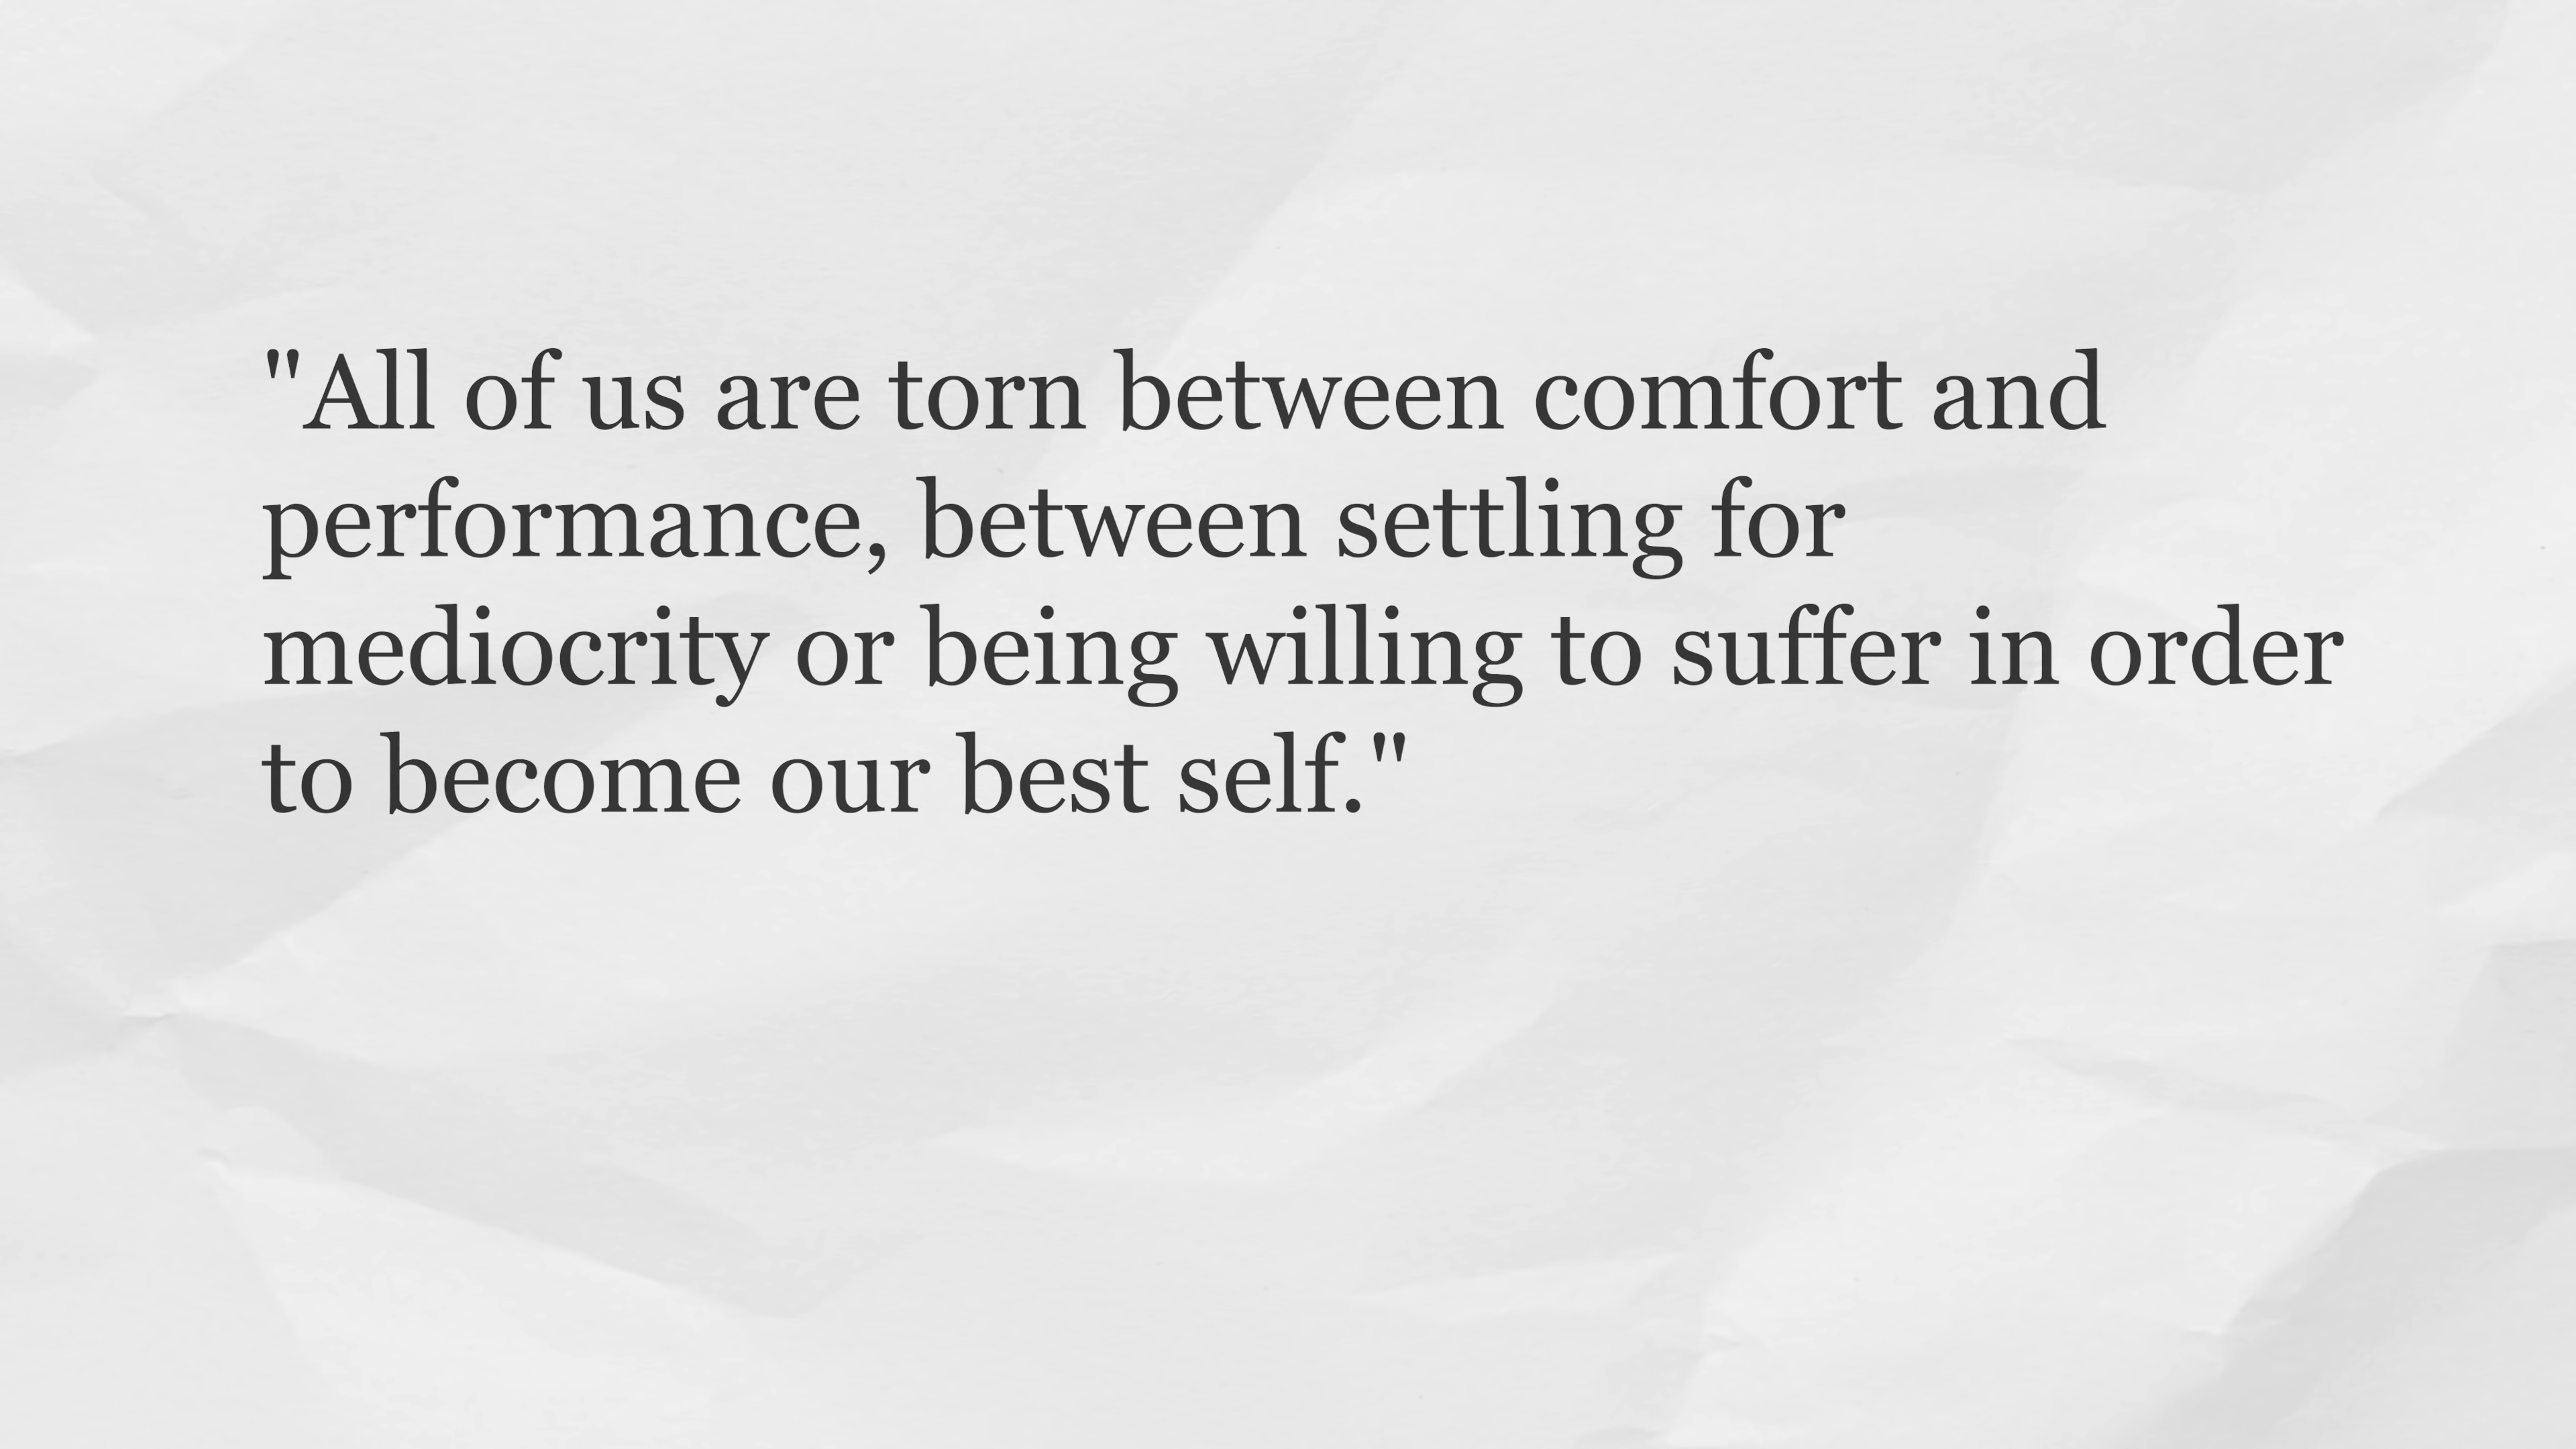 "All of us are torn between comfort and
performance, between settling for
mediocrity or being willing to suffer in order
to become our best self."